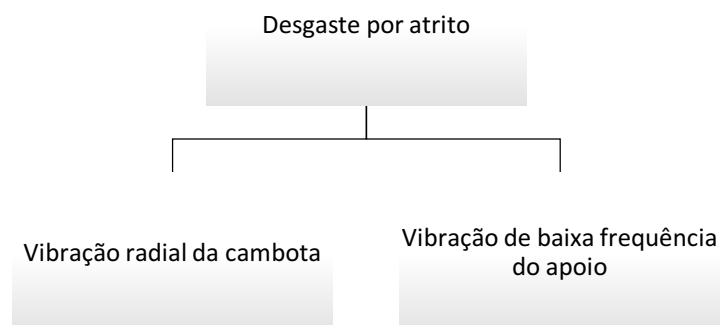 Desgaste por atrito
Vibração radial da cambota
Vibração de baixa frequência
do apoio